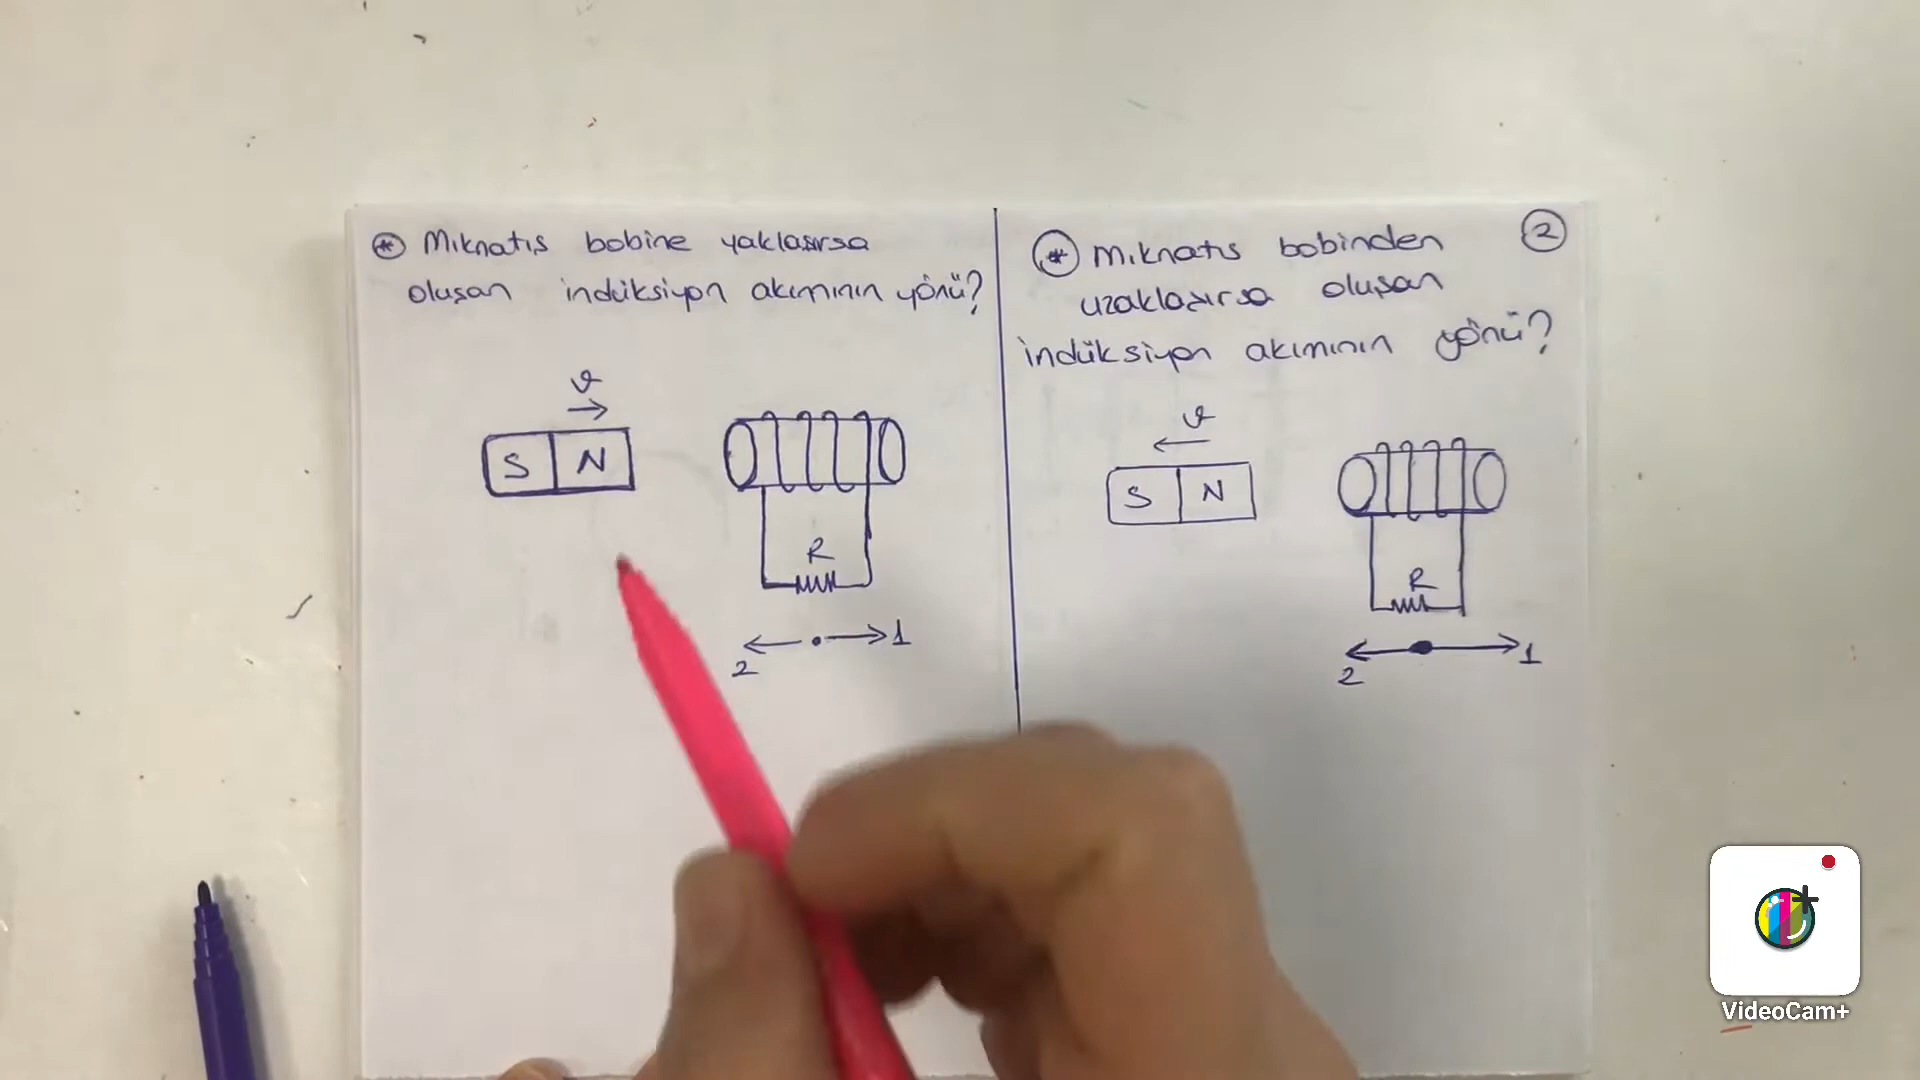 * Mıknatıs bobine yaklaşırsa
oluşan indüksiyon akımının yönü?
ϑ
S N
R
2 1
2
* Mıknatıs bobinden
uzaklaşırsa oluşan
indüksiyon akımının yönü?
ϑ
S N
R
2 1
VideoCam+